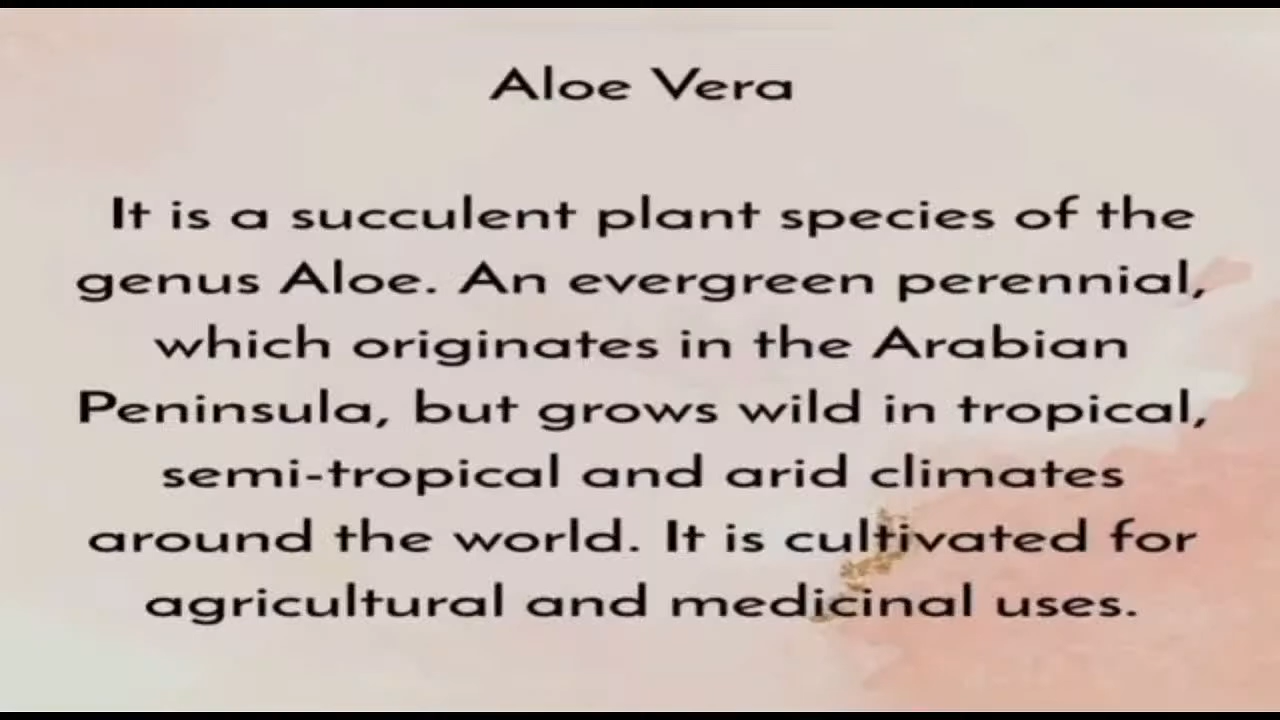 Aloe Vera
It is a succulent plant species of the
genus Aloe. An evergreen perennial,
which originates in the Arabian
Peninsula, but grows wild in tropical,
semi-tropical and arid climates
around the world. It is cultivated for
agricultural and medicinal uses.